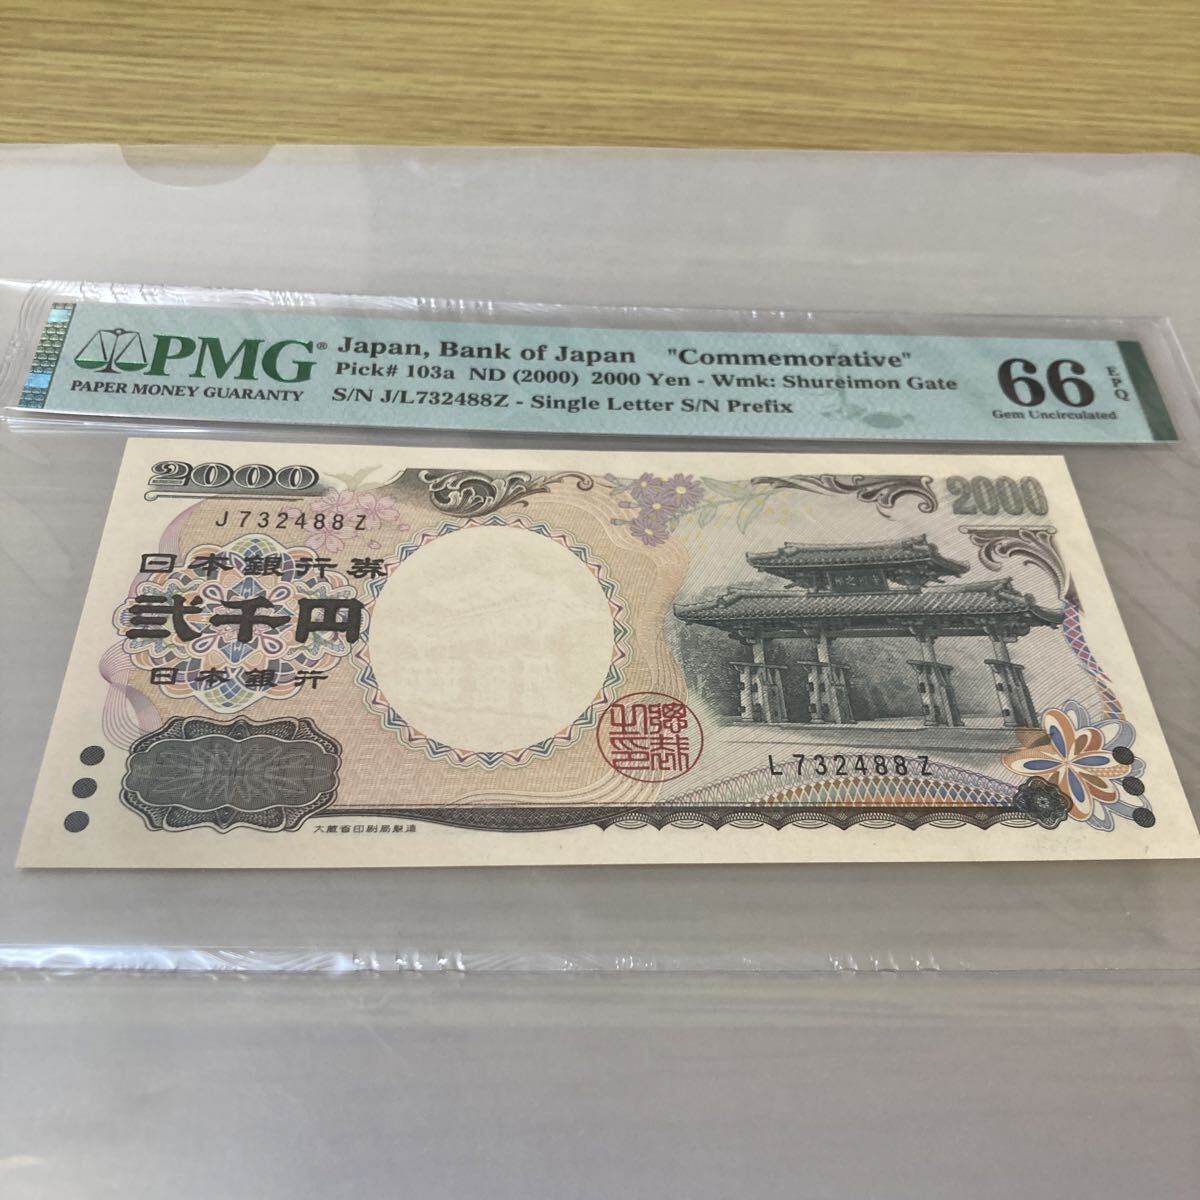 PMG®
PAPER MONEY GUARANTY
Japan, Bank of Japan "Commemorative"
Pick# 103a ND (2000) 2000 Yen - Wmk: Shureimon Gate
S/N J/L732488Z - Single Letter S/N Prefix
66 EPQ
Gem Uncirculated
2000
2000
J732488Z
日本銀行券
弐千円
日本銀行
L732488Z
大蔵省印刷局製造